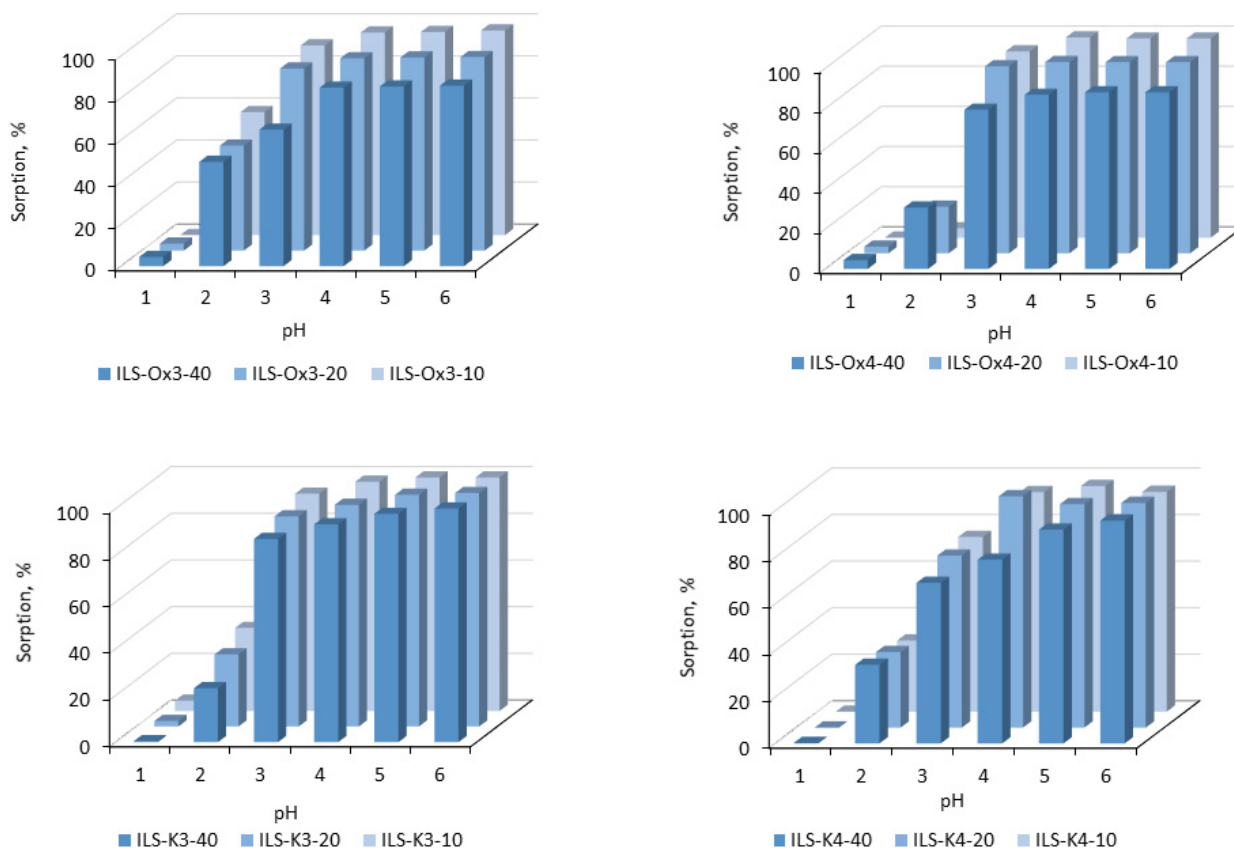 Sorption, %
100
80
60
40
20
0
1 2 3 4 5 6
pH
ILS-Ox3-40 ILS-Ox3-20 ILS-Ox3-10
Sorption, %
100
80
60
40
20
0
1 2 3 4 5 6
pH
ILS-Ox4-40 ILS-Ox4-20 ILS-Ox4-10
Sorption, %
100
80
60
40
20
0
1 2 3 4 5 6
pH
ILS-K3-40 ILS-K3-20 ILS-K3-10
Sorption, %
100
80
60
40
20
0
1 2 3 4 5 6
pH
ILS-K4-40 ILS-K4-20 ILS-K4-10